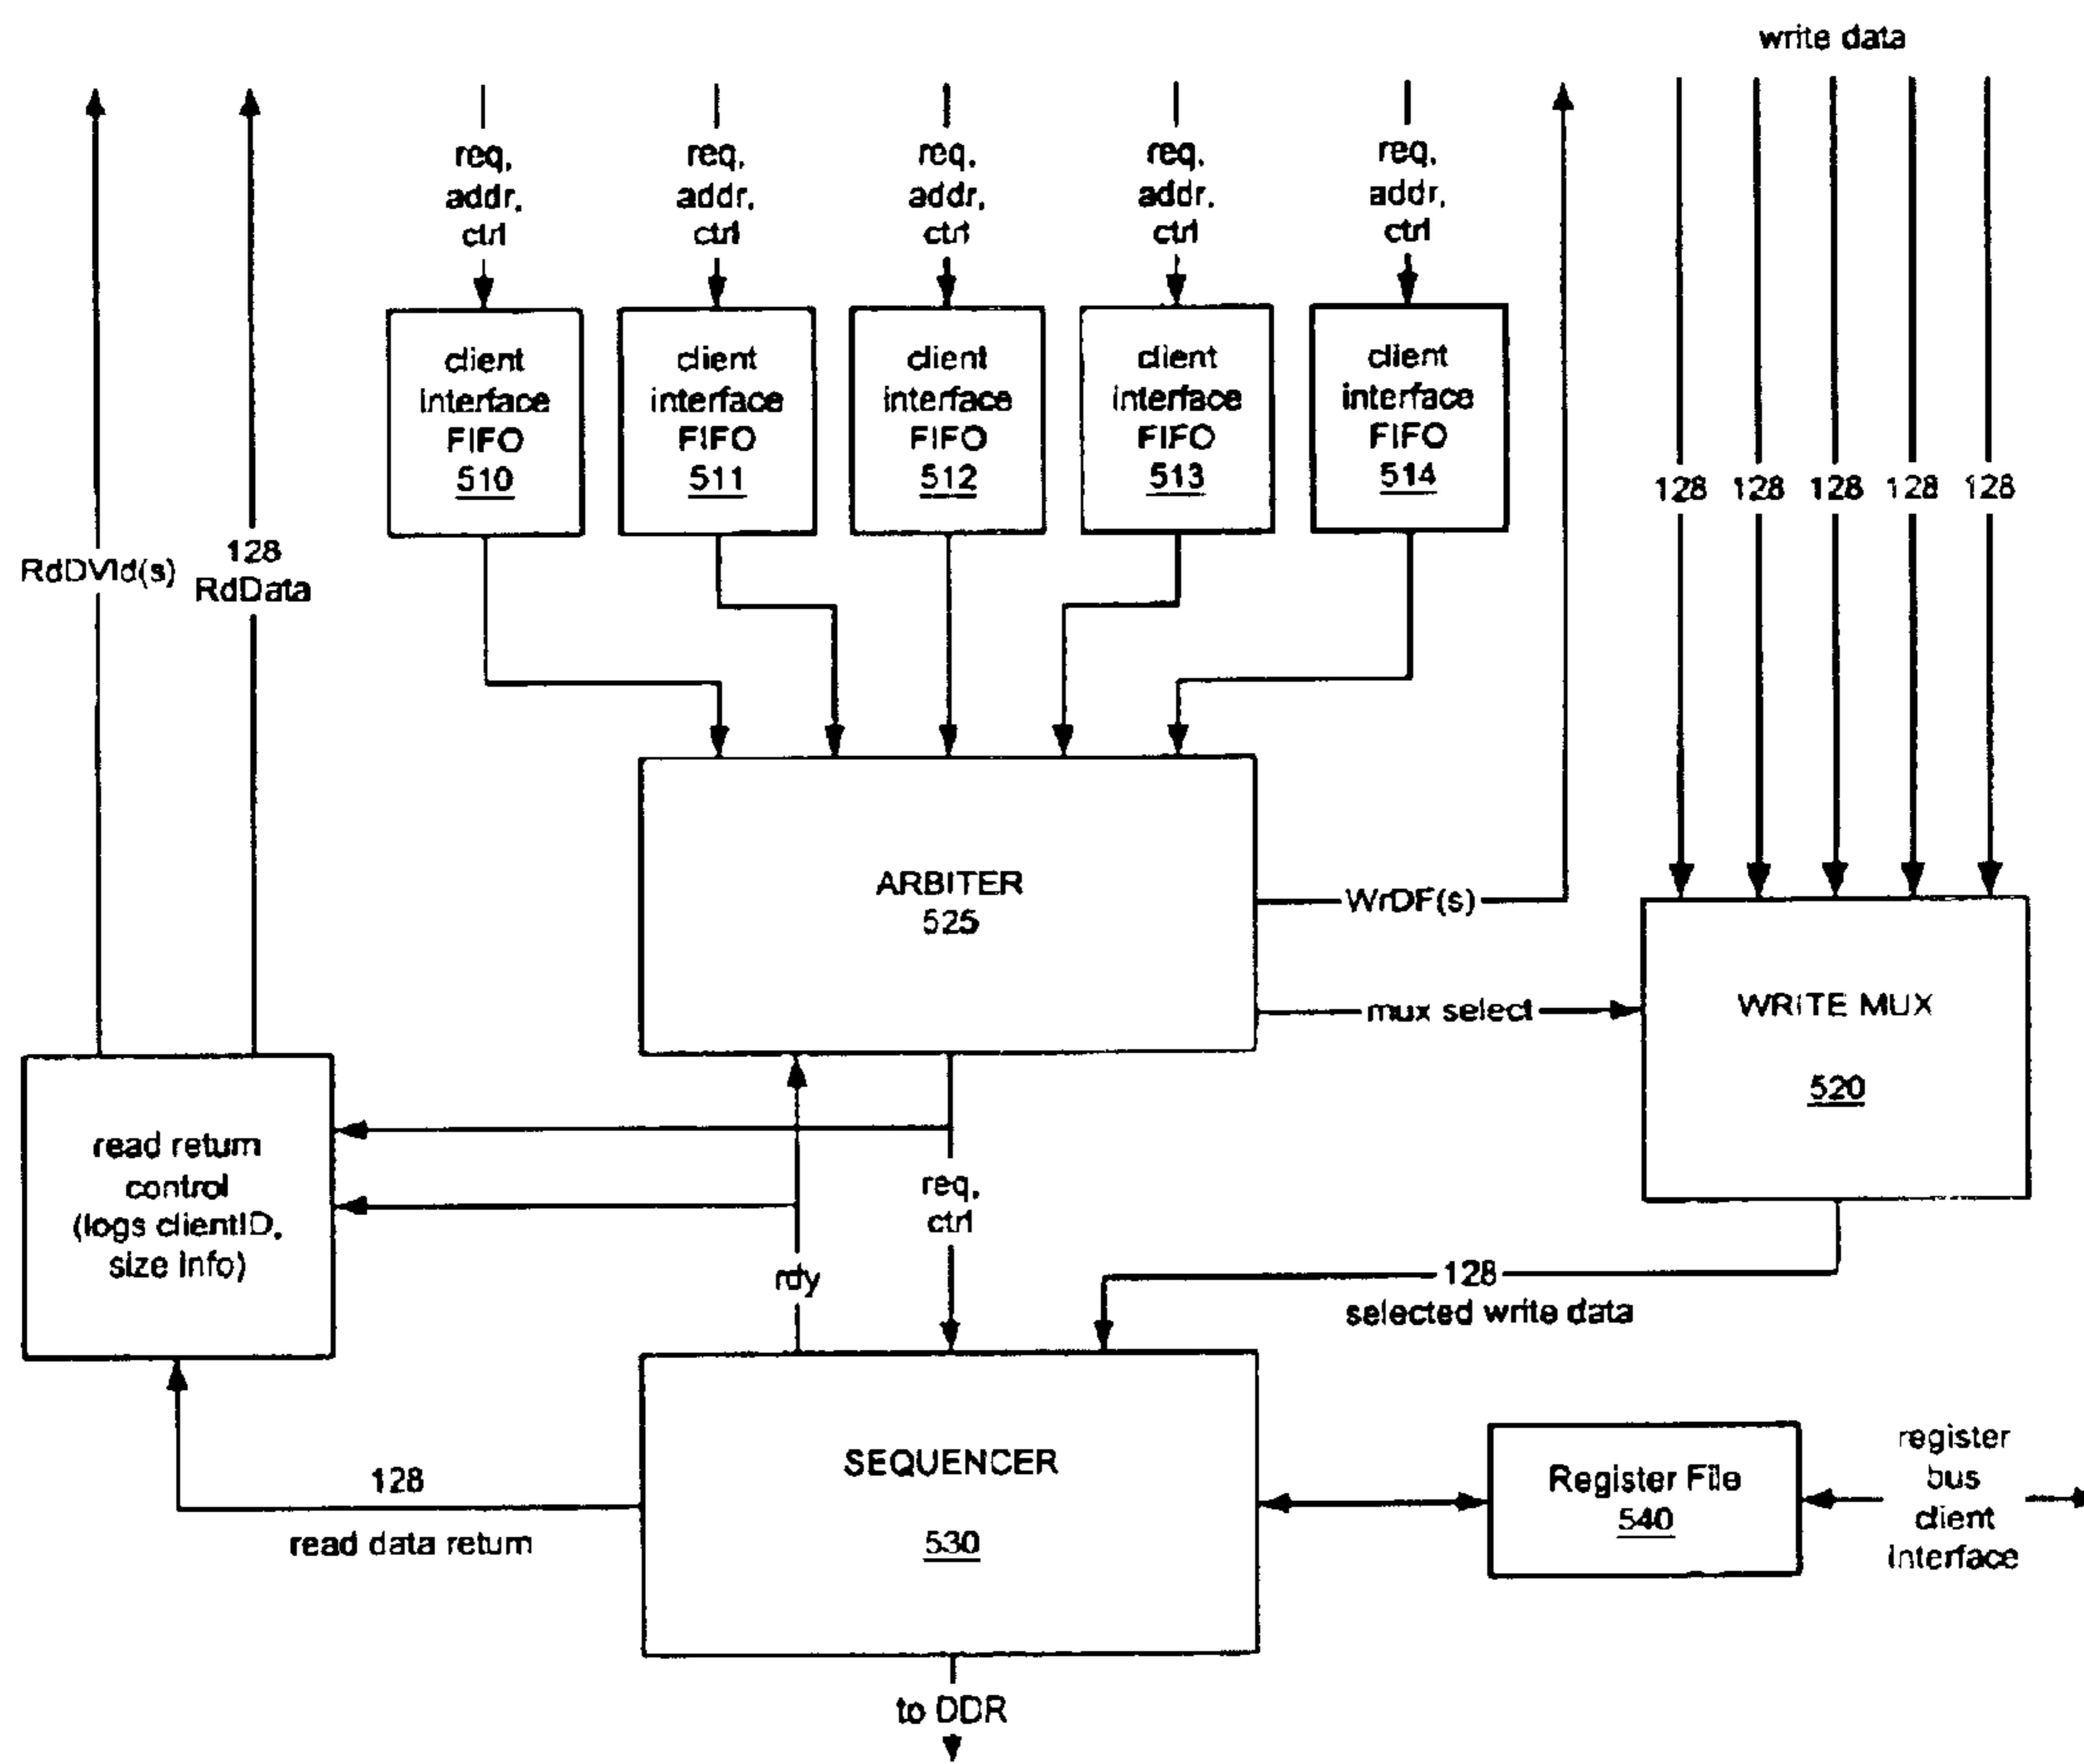 write data
req,
addr,
ctrl
req,
addr,
ctrl
req,
addr,
ctrl
req,
addr,
ctrl
req,
addr,
ctrl
client
interface
FIFO
510
client
interface
FIFO
511
client
interface
FIFO
512
client
interface
FIFO
513
client
interface
FIFO
514
128 128 128 128 128
RdDVld(s)
128
RdData
ARBITER
525
WrDF(s)
mux select
WRITE MUX
520
read return
control
(logs clientID,
size info)
req,
ctrl
rdy
128
selected write data
SEQUENCER
530
128
read data return
Register File
540
register
bus
client
interface
to DDR